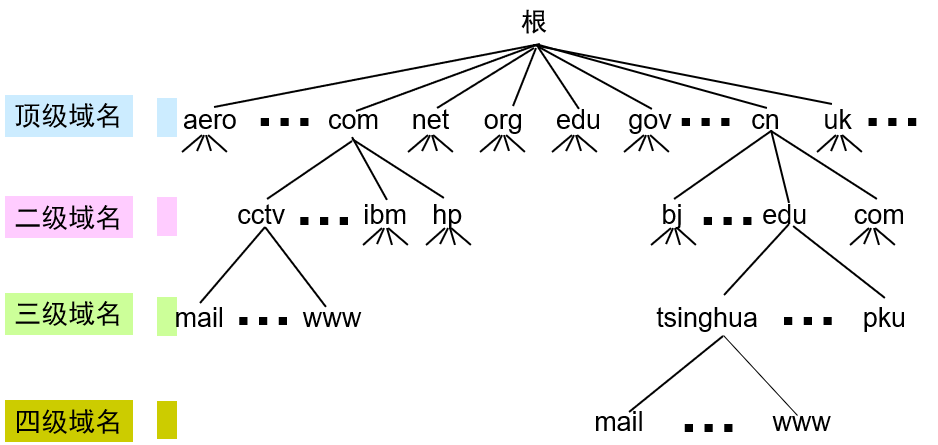 根
顶级域名 aero ▪▪▪ com net org edu gov ▪▪▪ cn uk ▪▪▪
二级域名 cctv ▪▪▪ ibm hp bj ▪▪▪ edu com
三级域名 mail ▪▪▪ www tsinghua ▪▪▪ pku
四级域名 mail ▪▪▪ www